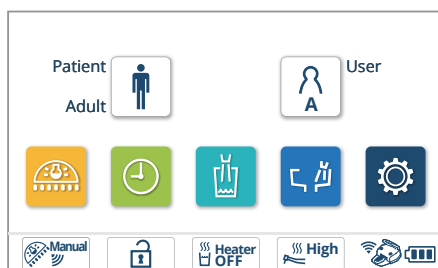 Patient
User
Adult
A
Manual
Heater
OFF
High